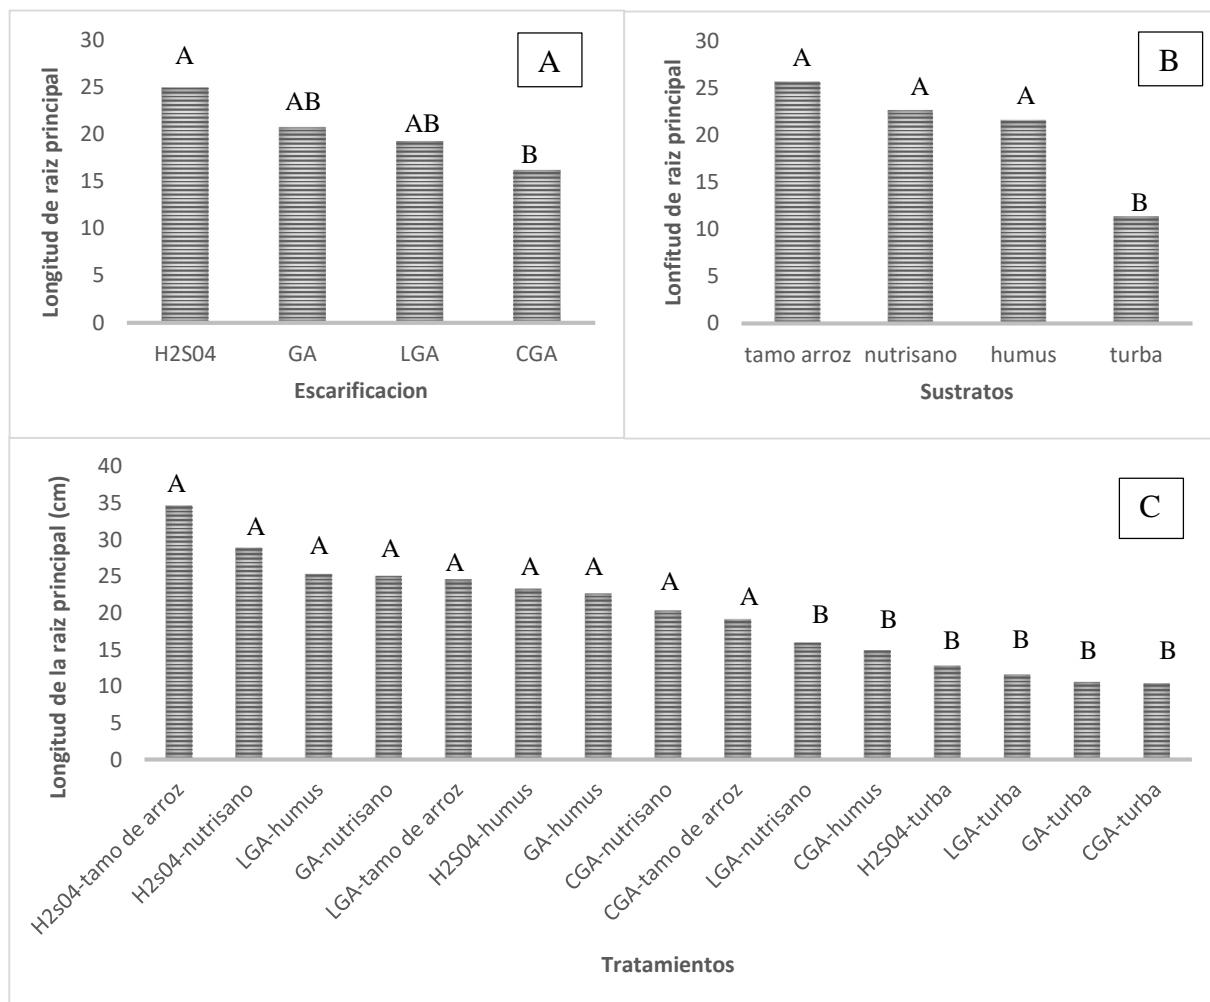 A
Longitud de raiz principal
30
25
20
15
10
5
0
A
AB
AB
B
H2S04
GA
LGA
CGA
Escarificacion
B
Lonfitud de raiz principal
30
25
20
15
10
5
0
A
A
A
B
tamo arroz
nutrisano
humus
turba
Sustratos
C
Longitud de la raiz principal (cm)
40
35
30
25
20
15
10
5
0
A
A
A
A
A
A
A
A
A
B
B
B
B
B
B
H2s04-tamo de arroz
H2s04-nutrisano
LGA-humus
GA-nutrisano
LGA-tamo de arroz
H2S04-humus
GA-humus
CGA-nutrisano
CGA-tamo de arroz
LGA-nutrisano
CGA-humus
H2S04-turba
LGA-turba
GA-turba
CGA-turba
Tratamientos